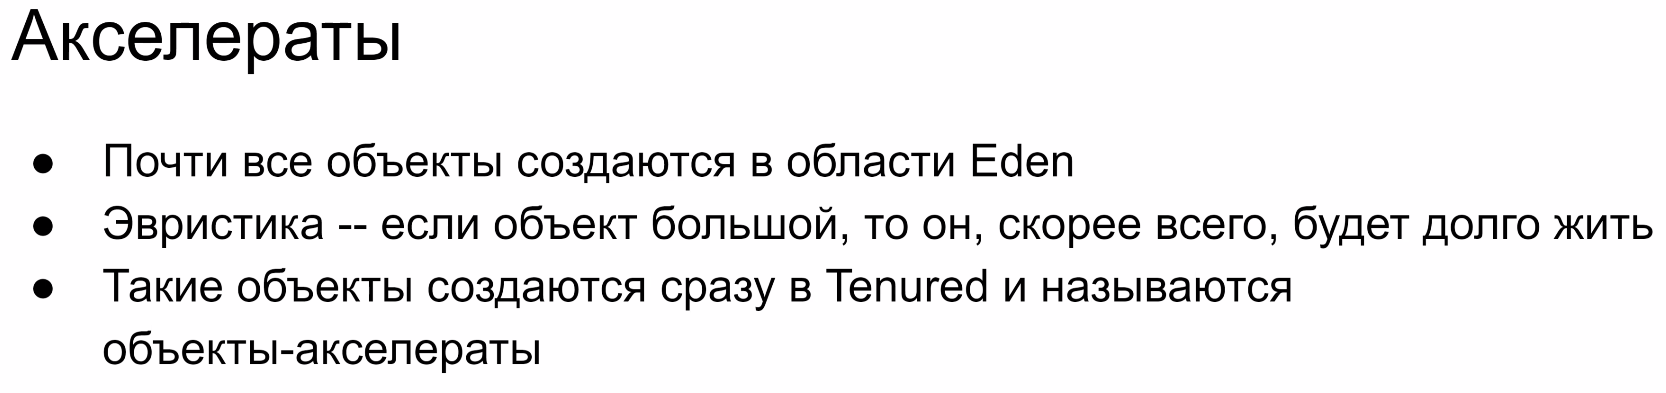 Акселераты
● Почти все объекты создаются в области Eden
● Эвристика -- если объект большой, то он, скорее всего, будет долго жить
● Такие объекты создаются сразу в Tenured и называются
объекты-акселераты